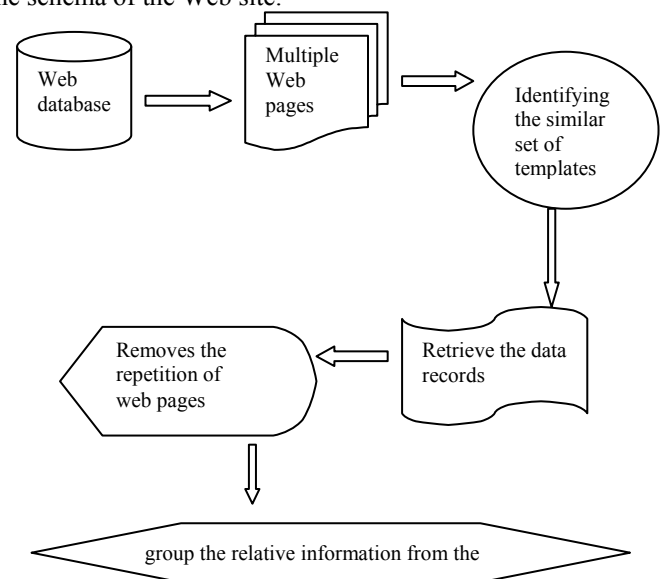 e schema of the Web site.
Web
database
Multiple
Web
pages
Identifying
the similar
set of
templates
Retrieve the data
records
Removes the
repetition of
web pages
group the relative information from the